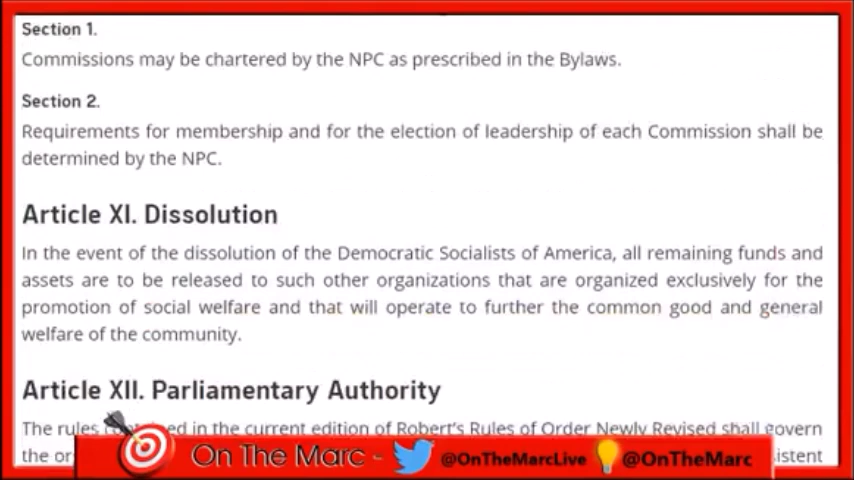 Section 1.
Commissions may be chartered by the NPC as prescribed in the Bylaws.
Section 2.
Requirements for membership and for the election of leadership of each Commission shall be
determined by the NPC.
Article XI. Dissolution
In the event of the dissolution of the Democratic Socialists of America, all remaining funds and
assets are to be released to such other organizations that are organized exclusively for the
promotion of social welfare and that will operate to further the common good and general
welfare of the community.
Article XII. Parliamentary Authority
The rules in the current edition of Robert's Rules of Order Newly Revised shall govern
the
On The Marc - @OnTheMarcLive @OnTheMarc